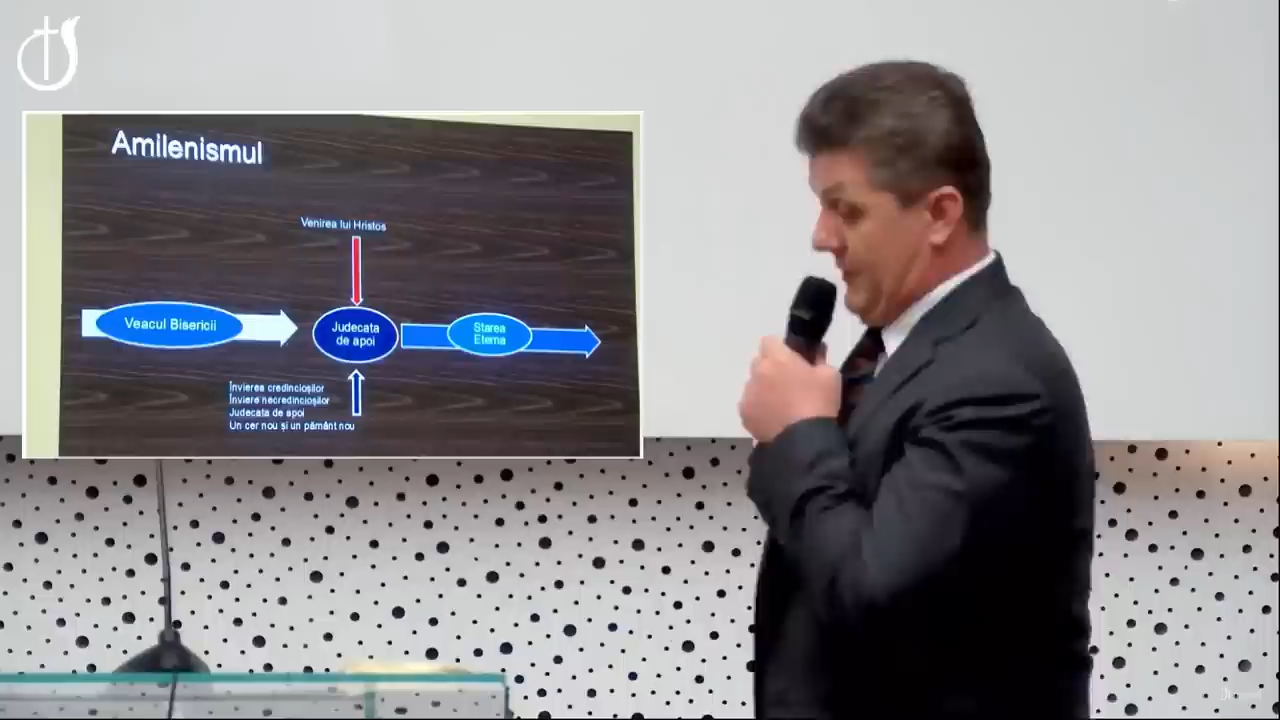 Amilenismul
Venirea lui Hristos
Veacul Bisericii
Judecata
de apoi
Starea
Eterna
Învierea credincioșilor
Înviere necredincioșilor
Judecata de apoi
Un cer nou și un pământ nou